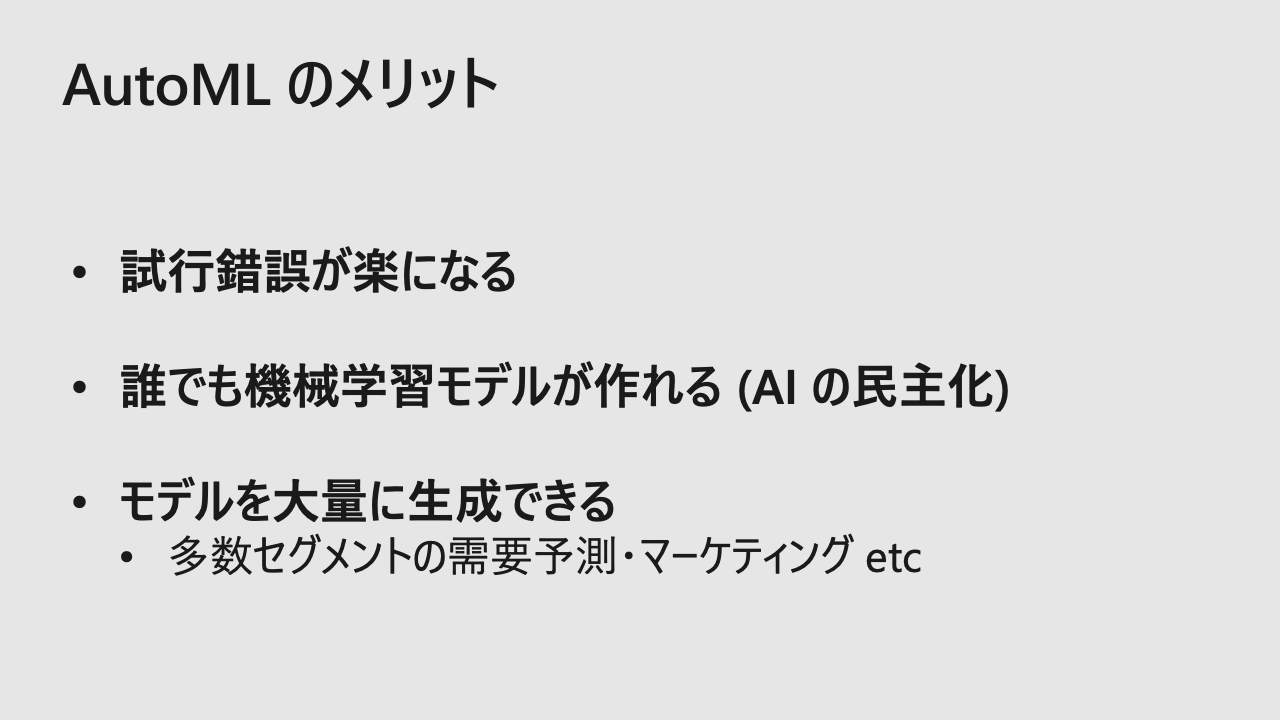 AutoML のメリット
• 試行錯誤が楽になる
• 誰でも機械学習モデルが作れる (AI の民主化)
• モデルを大量に生成できる
• 多数セグメントの需要予測・マーケティング etc